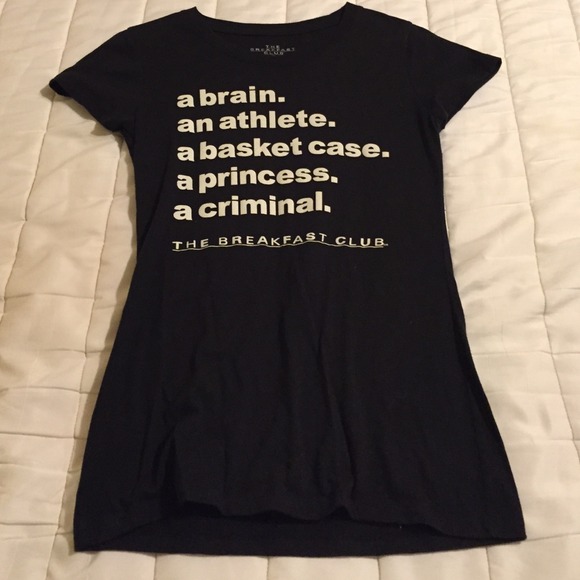 THE
BREAKFAST
CLUB
a brain.
an athlete.
a basket case.
a princess.
a criminal.
THE BREAKFAST CLUB